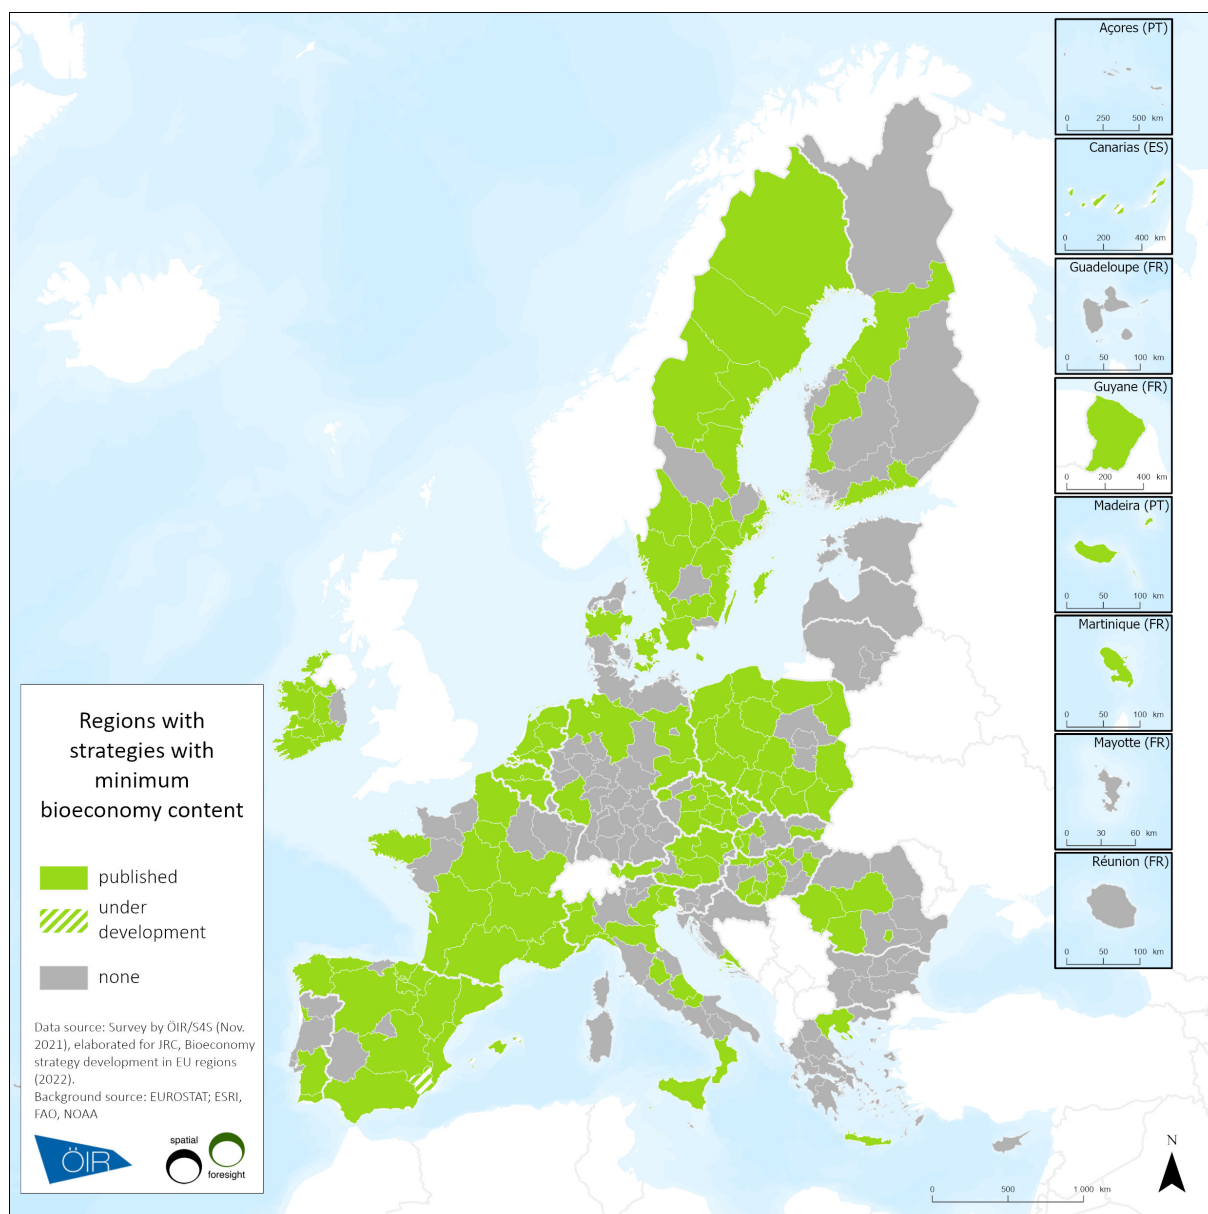 Açores (PT)
0 250 500 km
Canarias (ES)
0 200 400 km
Guadeloupe (FR)
0 50 100 km
Guyane (FR)
0 200 400 km
Madeira (PT)
0 50 100 km
Martinique (FR)
0 50 100 km
Mayotte (FR)
0 30 60 km
Réunion (FR)
0 50 100 km
Regions with
strategies with
minimum
bioeconomy content
published
under
development
none
Data source: Survey by ÖIR/S4S (Nov.
2021), elaborated for JRC, Bioeconomy
strategy development in EU regions
(2022).
Background source: EUROSTAT; ESRI,
FAO, NOAA
ÖIR
spatial
foresight
N
0 500 1 000 km